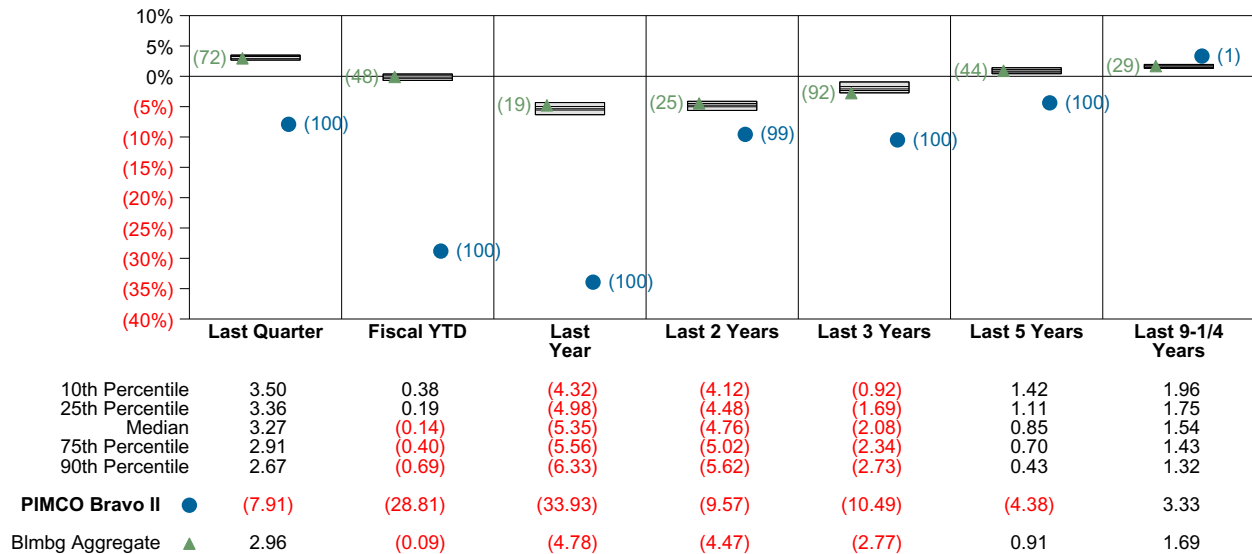 10%
5%
0%
(5%)
(10%)
(15%)
(20%)
(25%)
(30%)
(35%)
(40%)
(72)
(100)
(48)
(100)
(19)
(100)
(25)
(99)
(92)
(100)
(44)
(100)
(29)
(1)
Last Quarter Fiscal YTD Last Last 2 Years Last 3 Years Last 5 Years Last 9-1/4
Year Years
10th Percentile 3.50 0.38 (4.32) (4.12) (0.92) 1.42 1.96
25th Percentile 3.36 0.19 (4.98) (4.48) (1.69) 1.11 1.75
Median 3.27 (0.14) (5.35) (4.76) (2.08) 0.85 1.54
75th Percentile 2.91 (0.40) (5.56) (5.02) (2.34) 0.70 1.43
90th Percentile 2.67 (0.69) (6.33) (5.62) (2.73) 0.43 1.32
PIMCO Bravo II (7.91) (28.81) (33.93) (9.57) (10.49) (4.38) 3.33
Blmbg Aggregate 2.96 (0.09) (4.78) (4.47) (2.77) 0.91 1.69